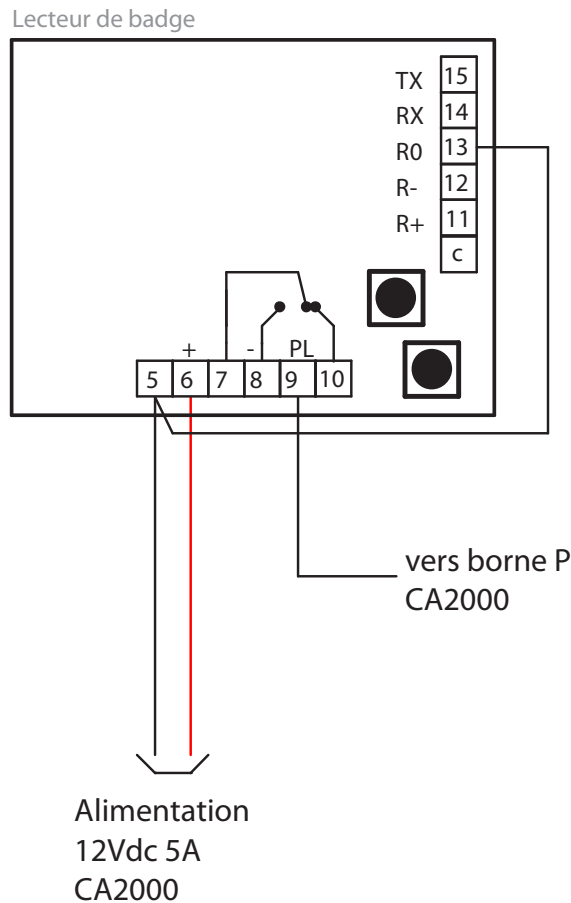 Lecteur de badge
TX 15
RX 14
R0 13
R- 12
R+ 11
c
+ - PL
5 6 7 8 9 10
vers borne P
CA2000
Alimentation
12Vdc 5A
CA2000